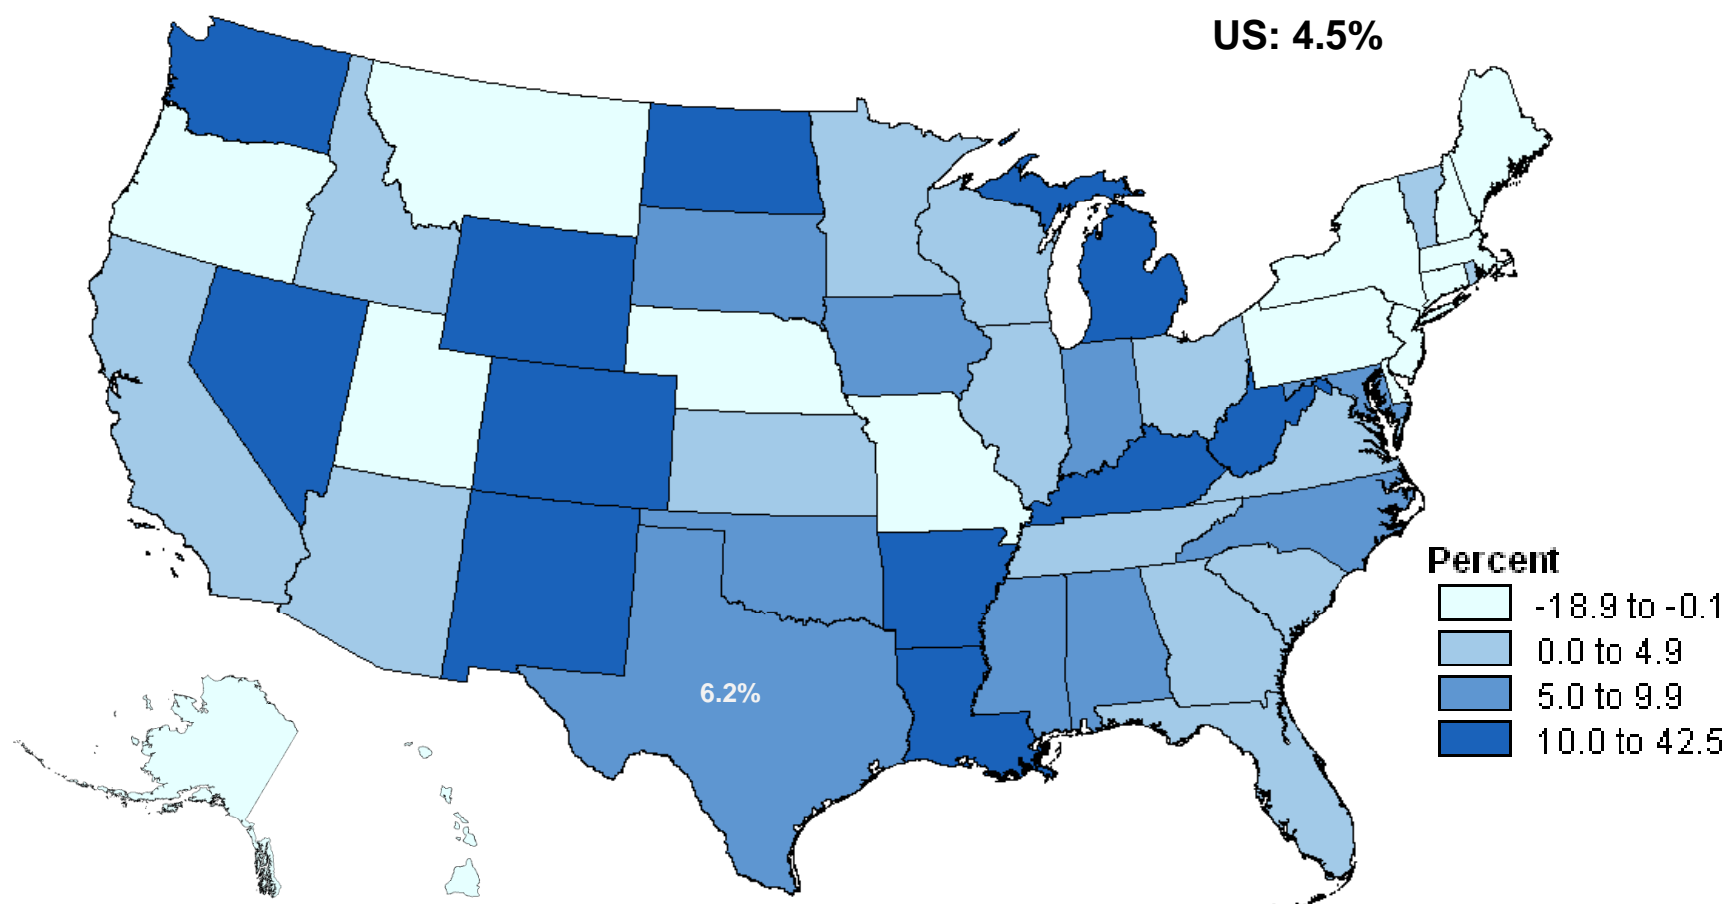 US: 4.5%
6.2%
Percent
-18.9 to -0.1
0.0 to 4.9
5.0 to 9.9
10.0 to 42.5